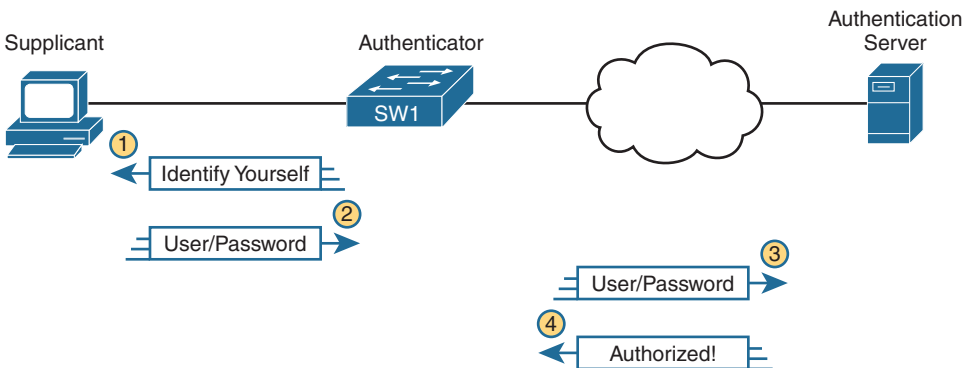 Supplicant
Authenticator
Authentication
Server
SW1
1
Identify Yourself
2
User/Password
3
User/Password
4
Authorized!